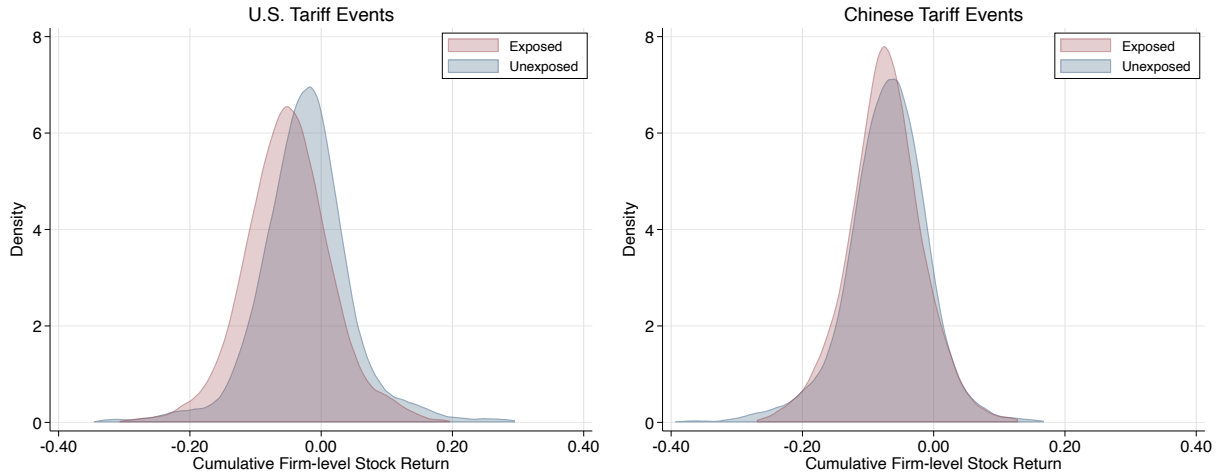 U.S. Tariff Events
Exposed
Unexposed
8
6
4
2
0
Density
-0.40 -0.20 0.00 0.20 0.40
Cumulative Firm-level Stock Return
Chinese Tariff Events
Exposed
Unexposed
8
6
4
2
0
Density
-0.40 -0.20 0.00 0.20 0.40
Cumulative Firm-level Stock Return